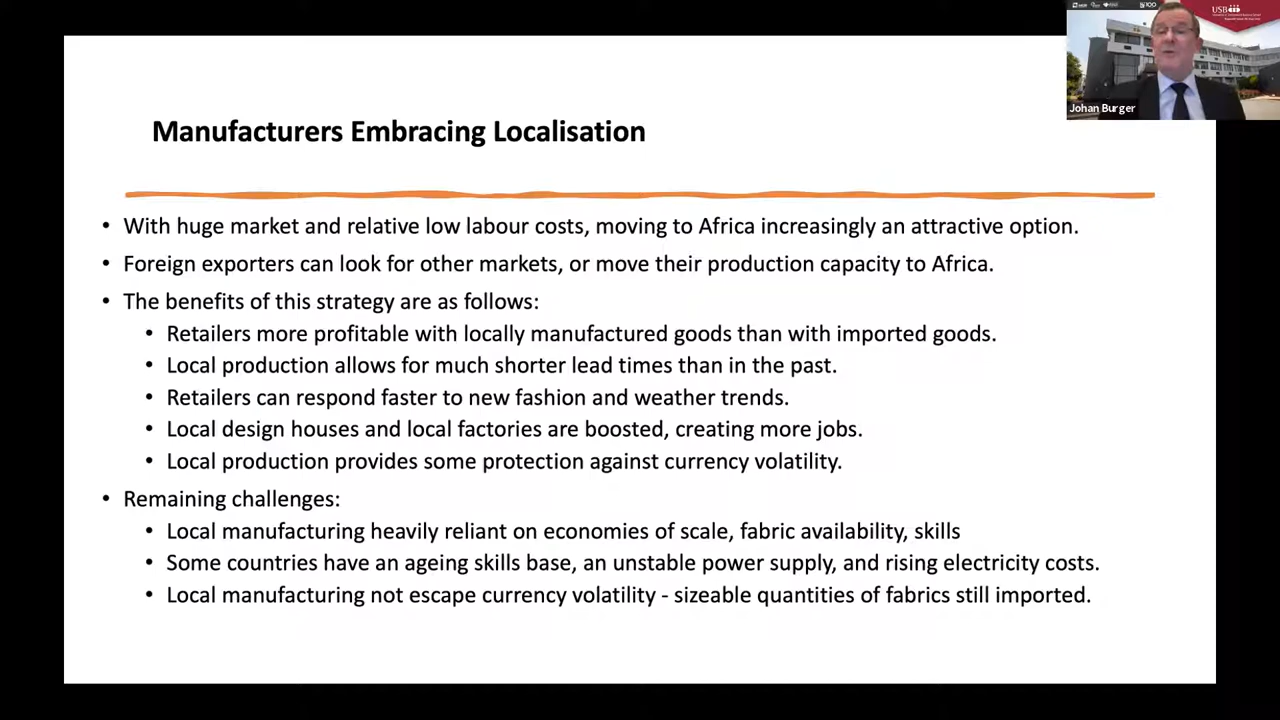 USB
Johan Burger
Manufacturers Embracing Localisation
• With huge market and relative low labour costs, moving to Africa increasingly an attractive option.
• Foreign exporters can look for other markets, or move their production capacity to Africa.
• The benefits of this strategy are as follows:
• Retailers more profitable with locally manufactured goods than with imported goods.
• Local production allows for much shorter lead times than in the past.
• Retailers can respond faster to new fashion and weather trends.
• Local design houses and local factories are boosted, creating more jobs.
• Local production provides some protection against currency volatility.
• Remaining challenges:
• Local manufacturing heavily reliant on economies of scale, fabric availability, skills
• Some countries have an ageing skills base, an unstable power supply, and rising electricity costs.
• Local manufacturing not escape currency volatility - sizeable quantities of fabrics still imported.